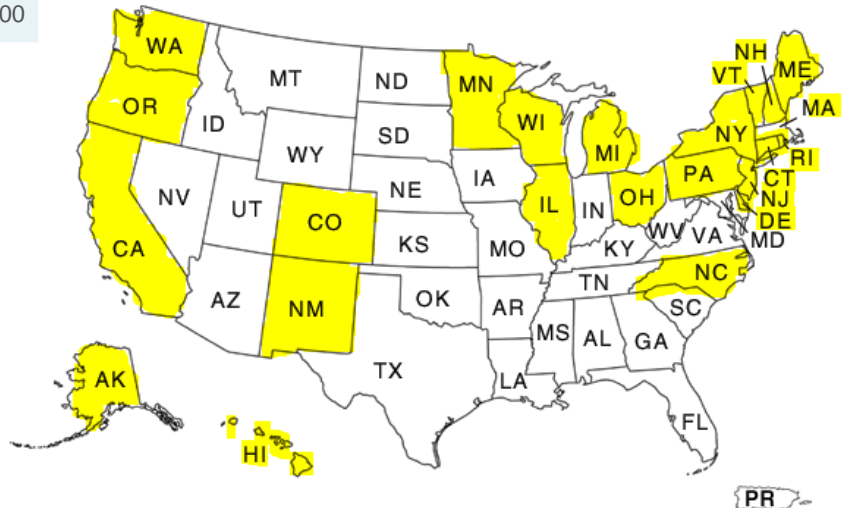 00
WA
MT
ND
MN
NH
VT
ME
MA
OR
ID
SD
WI
NY
RI
MI
WY
IA
PA
CT
NJ
NE
OH
DE
NV
UT
CO
IL
IN
WV
VA
MD
CA
KS
MO
KY
NC
TN
AZ
NM
OK
AR
SC
MS
AL
GA
TX
LA
AK
FL
HI
PR